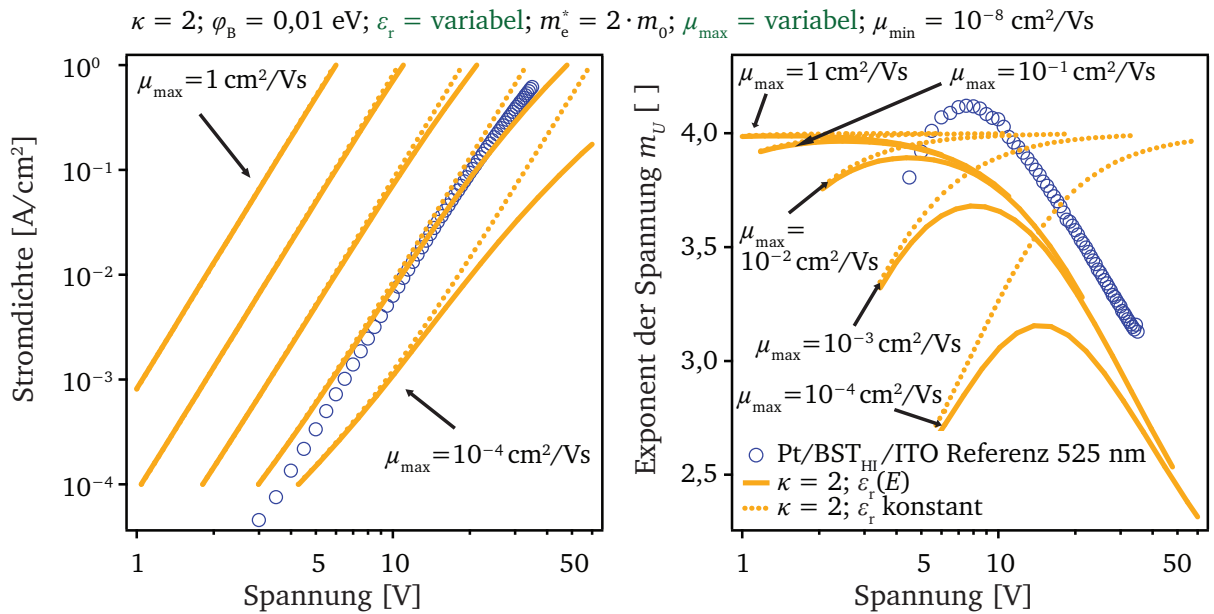 κ = 2; φB = 0,01 eV; εr = variabel; m*e = 2 · m0; μmax = variabel; μmin = 10⁻⁸ cm²/Vs
Stromdichte [A/cm²]
10⁰
10⁻¹
10⁻²
10⁻³
10⁻⁴
μmax=1 cm²/Vs
μmax=10⁻⁴ cm²/Vs
1
5
10
50
Spannung [V]
Exponent der Spannung mU [ ]
4,0
3,5
3,0
2,5
μmax=1 cm²/Vs
μmax=10⁻¹ cm²/Vs
μmax=
10⁻² cm²/Vs
μmax=10⁻³ cm²/Vs
μmax=10⁻⁴ cm²/Vs
Pt/BSTHI/ITO Referenz 525 nm
κ = 2; εr(E)
κ = 2; εr konstant
1
5
10
50
Spannung [V]